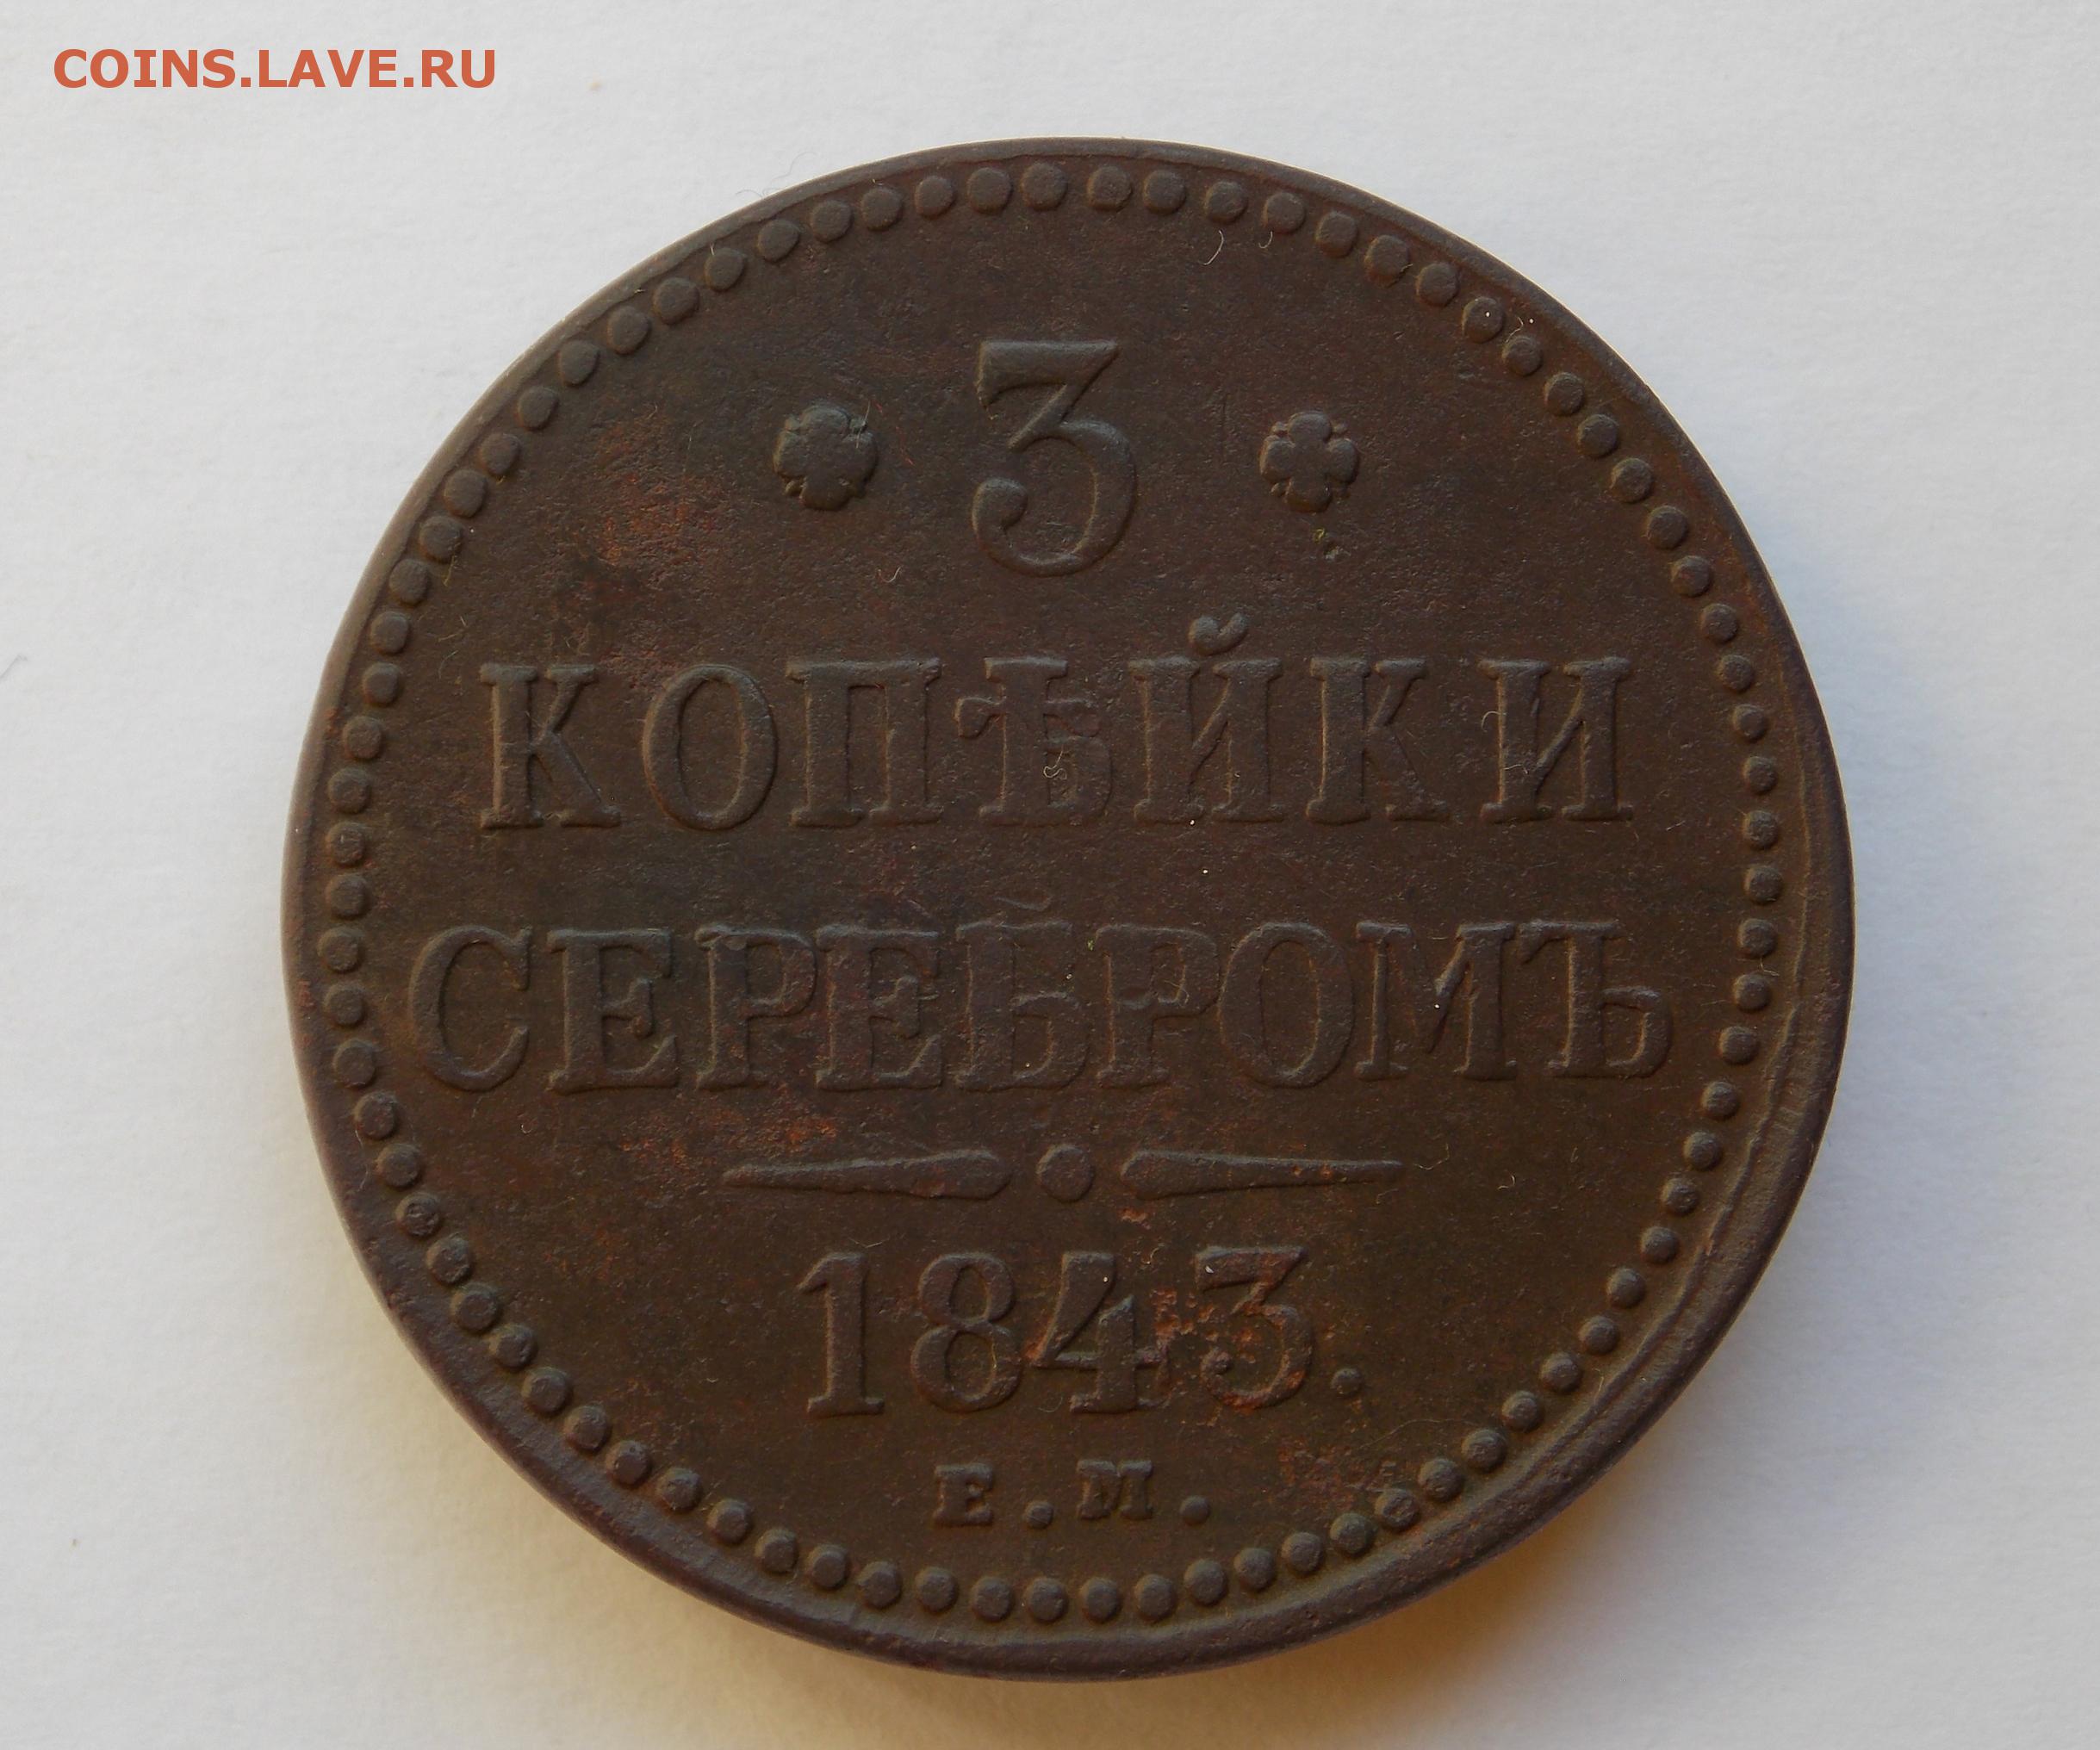 COINS.LAVE.RU
3
КОПѢЙКИ
СЕРЕБРОМЪ
1843.
Е.М.